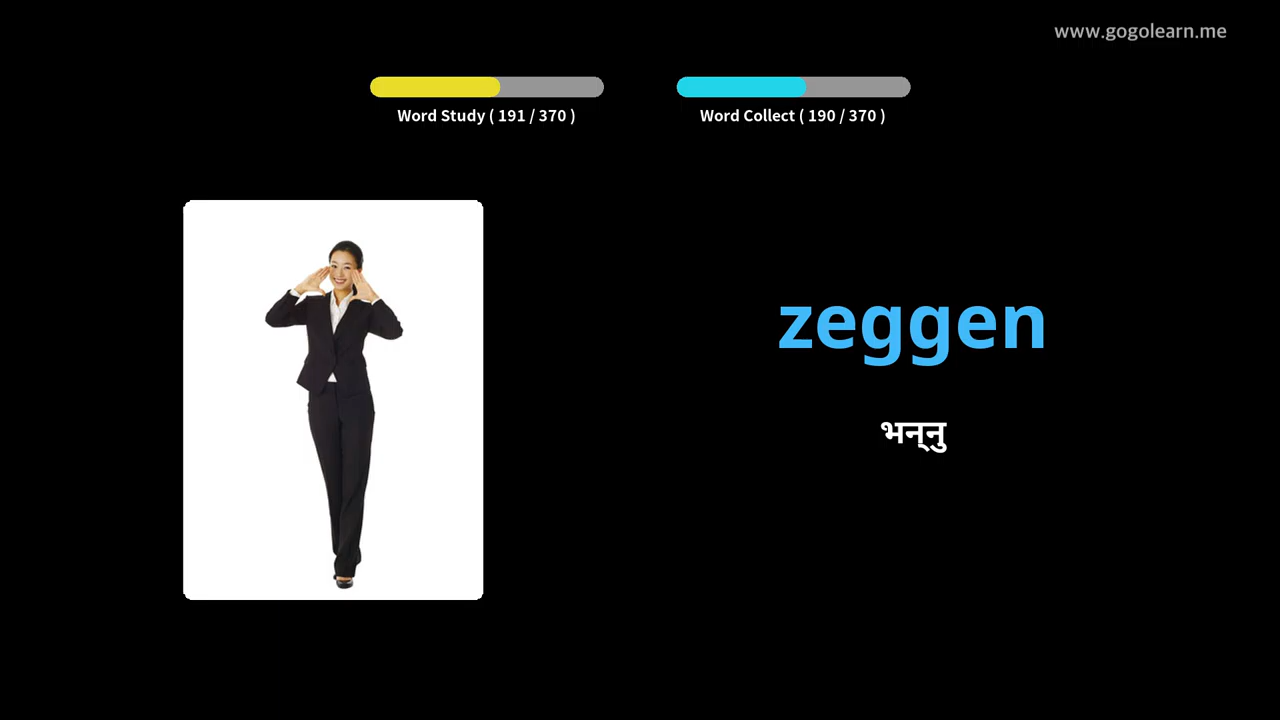 www.gogolearn.me
Word Study ( 191 / 370 )
Word Collect ( 190 / 370 )
zeggen
भन्‍नु